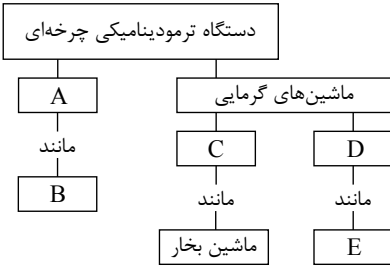 دستگاه ترمودینامیکی چرخه‌ای
ماشین‌های گرمایی
A
D
C
مانند
مانند
مانند
B
E
ماشین بخار